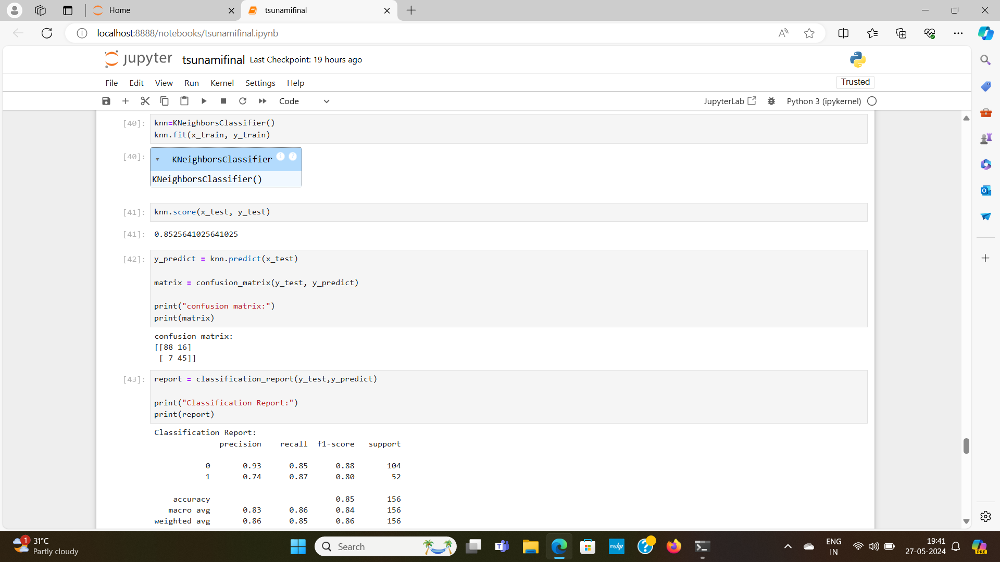 Home
tsunamifinal
localhost:8888/notebooks/tsunamifinal.ipynb
jupyter tsunamifinal Last Checkpoint: 19 hours ago
File Edit View Run Kernel Settings Help
Trusted
Code
JupyterLab
Python 3 (ipykernel)
[40]: knn=KNeighborsClassifier()
knn.fit(x_train, y_train)
[40]: KNeighborsClassifier i ?
KNeighborsClassifier()
[41]: knn.score(x_test, y_test)
[41]: 0.8525641025641025
[42]: y_predict = knn.predict(x_test)
matrix = confusion_matrix(y_test, y_predict)
print("confusion matrix:")
print(matrix)
confusion matrix:
[[88 16]
[ 7 45]]
[43]: report = classification_report(y_test,y_predict)
print("Classification Report:")
print(report)
Classification Report:
precision recall f1-score support
0 0.93 0.85 0.88 104
1 0.74 0.87 0.80 52
accuracy 0.85 156
macro avg 0.83 0.86 0.84 156
weighted avg 0.86 0.85 0.86 156
1
31°C
Partly cloudy
Search
myhp
ENG
IN
19:41
27-05-2024
PRE